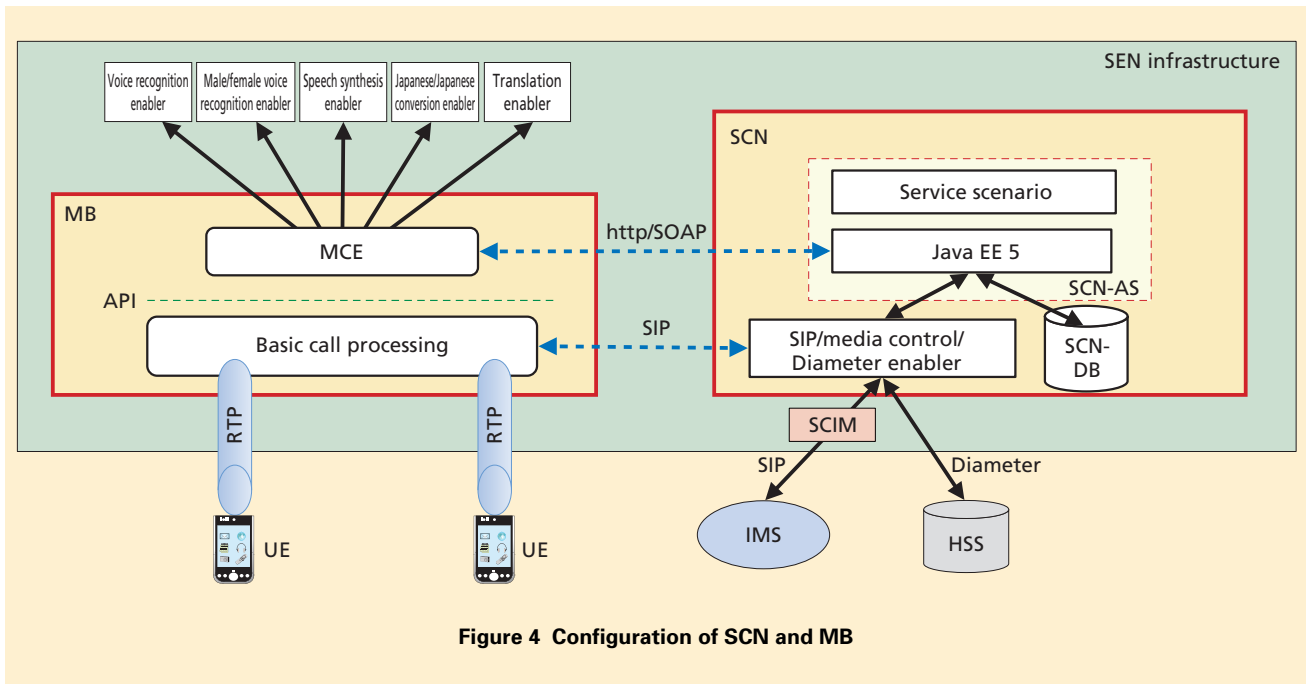 SEN infrastructure
Voice recognition
enabler
Male/female voice
recognition enabler
Speech synthesis
enabler
Japanese/Japanese
conversion enabler
Translation
enabler
MB
MCE
API
Basic call processing
RTP
RTP
UE
UE
http/SOAP
SIP
SCN
Service scenario
Java EE 5
SCN-AS
SIP/media control/
Diameter enabler
SCN-
DB
SCIM
SIP
Diameter
IMS
HSS
Figure 4 Configuration of SCN and MB